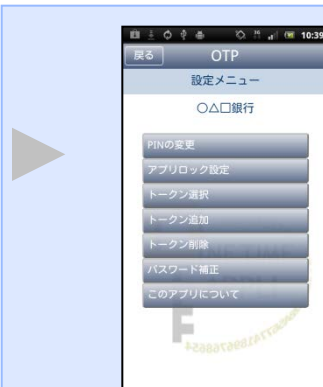 10:39
戻る OTP
設定メニュー
○△□銀行
PINの変更
アプリロック設定
トークン選択
トークン追加
トークン削除
パスワード補正
このアプリについて